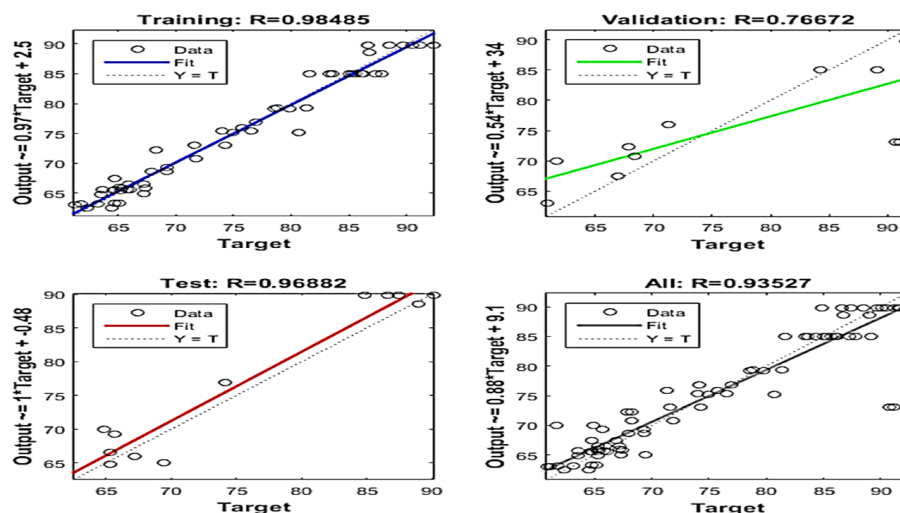 Training: R=0.98485
Output ~= 0.97*Target + 2.5
90
85
80
75
70
65
Data
Fit
Y = T
65 70 75 80 85 90
Target
Validation: R=0.76672
Output ~= 0.54*Target + 34
90
85
80
75
70
65
Data
Fit
Y = T
65 70 75 80 85 90
Target
Test: R=0.96882
Output ~= 1*Target + -0.48
90
85
80
75
70
65
Data
Fit
Y = T
65 70 75 80 85 90
Target
All: R=0.93527
Output ~= 0.88*Target + 9.1
90
85
80
75
70
65
Data
Fit
Y = T
65 70 75 80 85 90
Target